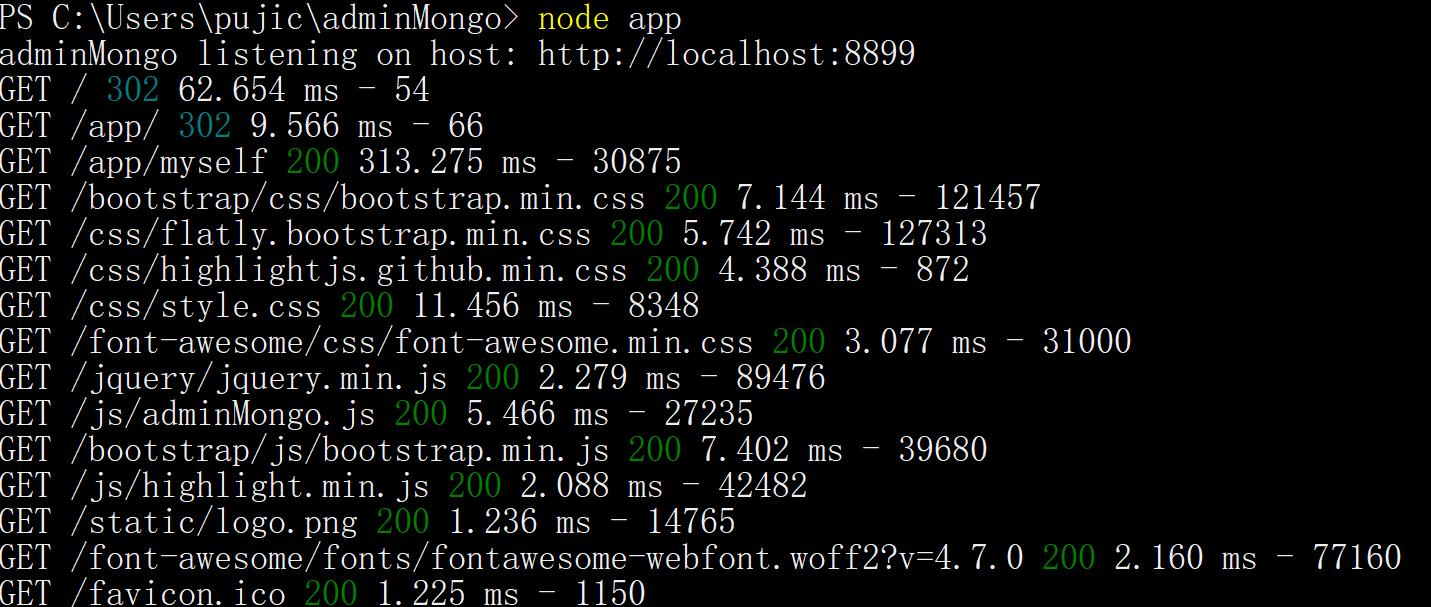 PS C:\Users\pujic\adminMongo> node app
adminMongo listening on host: http://localhost:8899
GET / 302 62.654 ms - 54
GET /app/ 302 9.566 ms - 66
GET /app/myself 200 313.275 ms - 30875
GET /bootstrap/css/bootstrap.min.css 200 7.144 ms - 121457
GET /css/flatly.bootstrap.min.css 200 5.742 ms - 127313
GET /css/highlightjs.github.min.css 200 4.388 ms - 872
GET /css/style.css 200 11.456 ms - 8348
GET /font-awesome/css/font-awesome.min.css 200 3.077 ms - 31000
GET /jquery/jquery.min.js 200 2.279 ms - 89476
GET /js/adminMongo.js 200 5.466 ms - 27235
GET /bootstrap/js/bootstrap.min.js 200 7.402 ms - 39680
GET /js/highlight.min.js 200 2.088 ms - 42482
GET /static/logo.png 200 1.236 ms - 14765
GET /font-awesome/fonts/fontawesome-webfont.woff2?v=4.7.0 200 2.160 ms - 77160
GET /favicon.ico 200 1.225 ms - 1150